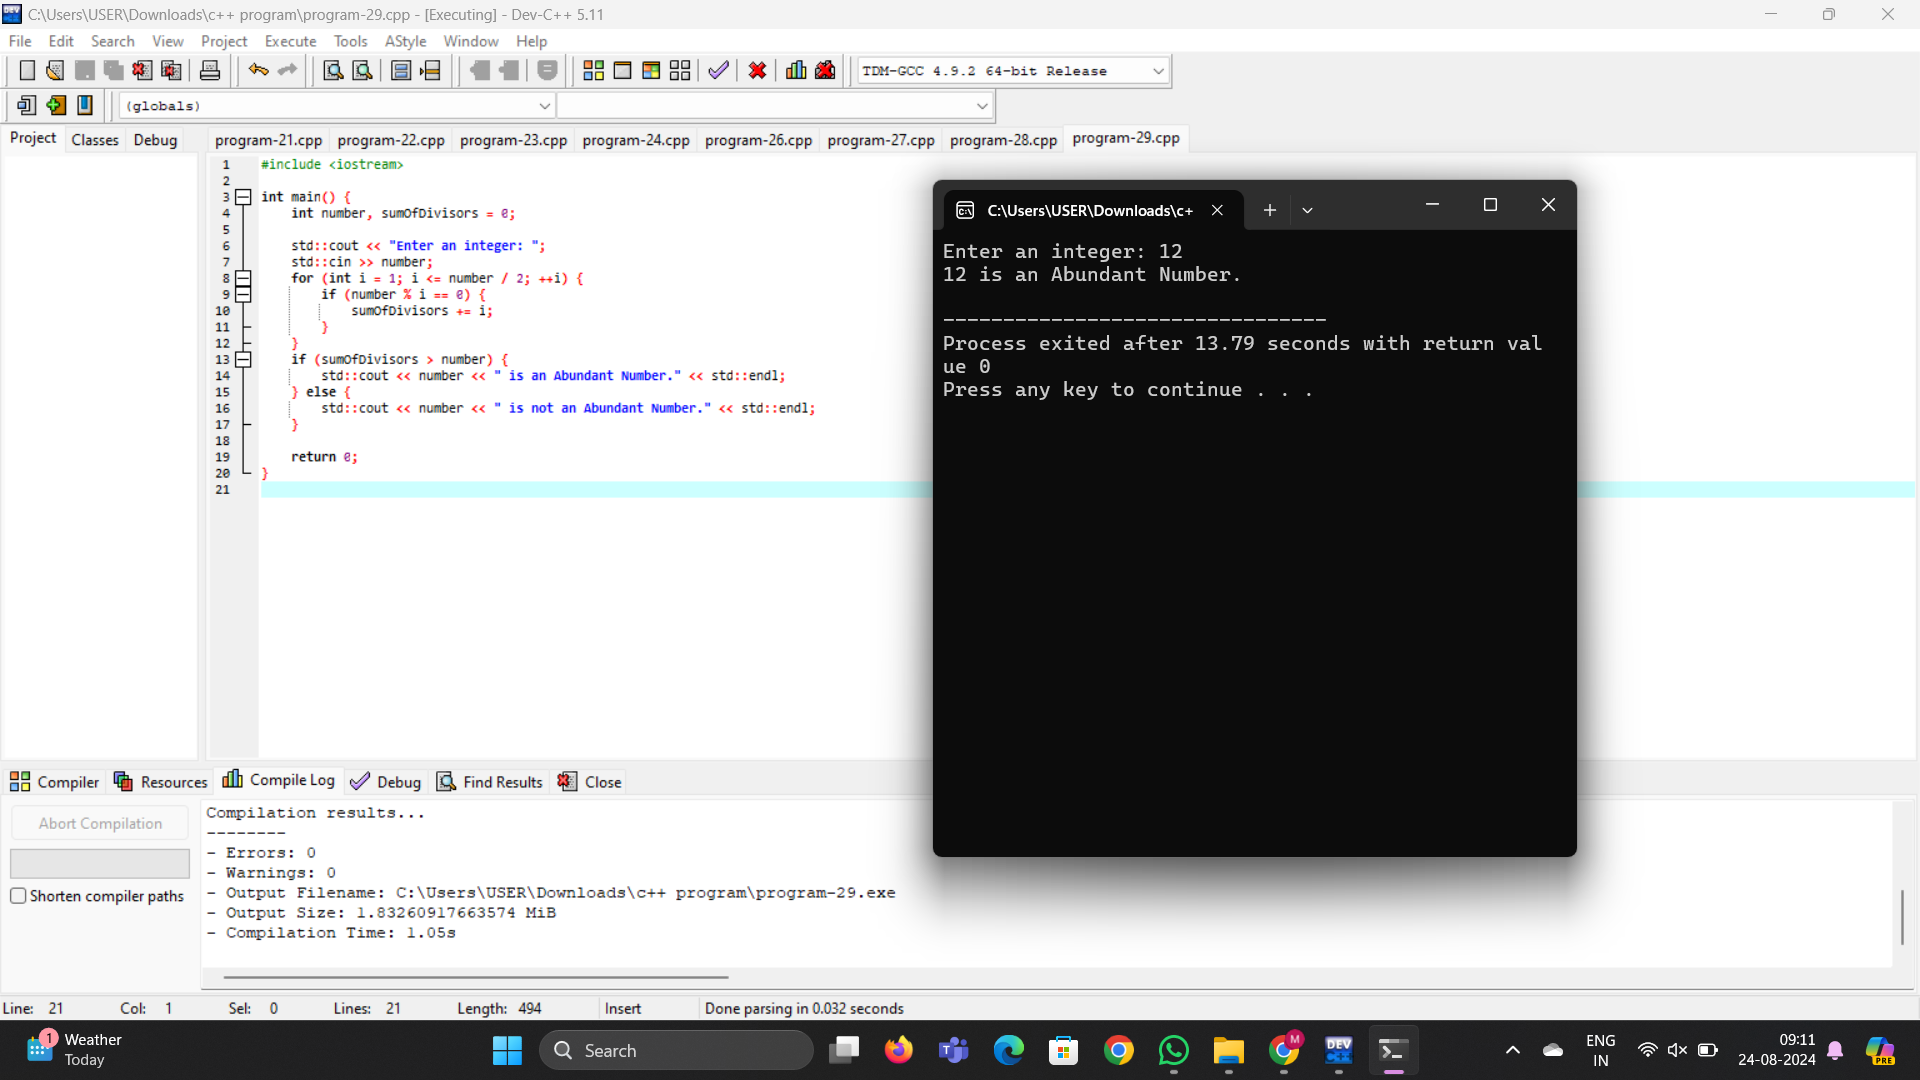 C:\Users\USER\Downloads\c++ program\program-29.cpp - [Executing] - Dev-C++ 5.11
File Edit Search View Project Execute Tools AStyle Window Help
TDM-GCC 4.9.2 64-bit Release
(globals)
Project Classes Debug
program-21.cpp program-22.cpp program-23.cpp program-24.cpp program-26.cpp program-27.cpp program-28.cpp program-29.cpp
1 #include <iostream>
2
3 int main() {
4 int number, sumOfDivisors = 0;
5
6 std::cout << "Enter an integer: ";
7 std::cin >> number;
8 for (int i = 1; i <= number / 2; ++i) {
9 if (number % i == 0) {
10 sumOfDivisors += i;
11 }
12 }
13 if (sumOfDivisors > number) {
14 std::cout << number << " is an Abundant Number." << std::endl;
15 } else {
16 std::cout << number << " is not an Abundant Number." << std::endl;
17 }
18
19 return 0;
20 }
21
C:\Users\USER\Downloads\c++
Enter an integer: 12
12 is an Abundant Number.
--------------------------------
Process exited after 13.79 seconds with return val
ue 0
Press any key to continue . . .
Compiler Resources Compile Log Debug Find Results Close
Abort Compilation
Shorten compiler paths
Compilation results...
--------
- Errors: 0
- Warnings: 0
- Output Filename: C:\Users\USER\Downloads\c++ program\program-29.exe
- Output Size: 1.83260917663574 MiB
- Compilation Time: 1.05s
Line: 21 Col: 1 Sel: 0 Lines: 21 Length: 494 Insert Done parsing in 0.032 seconds
1
Weather
Today
Search
M
DEV
ENG
IN
09:11
24-08-2024
PRE